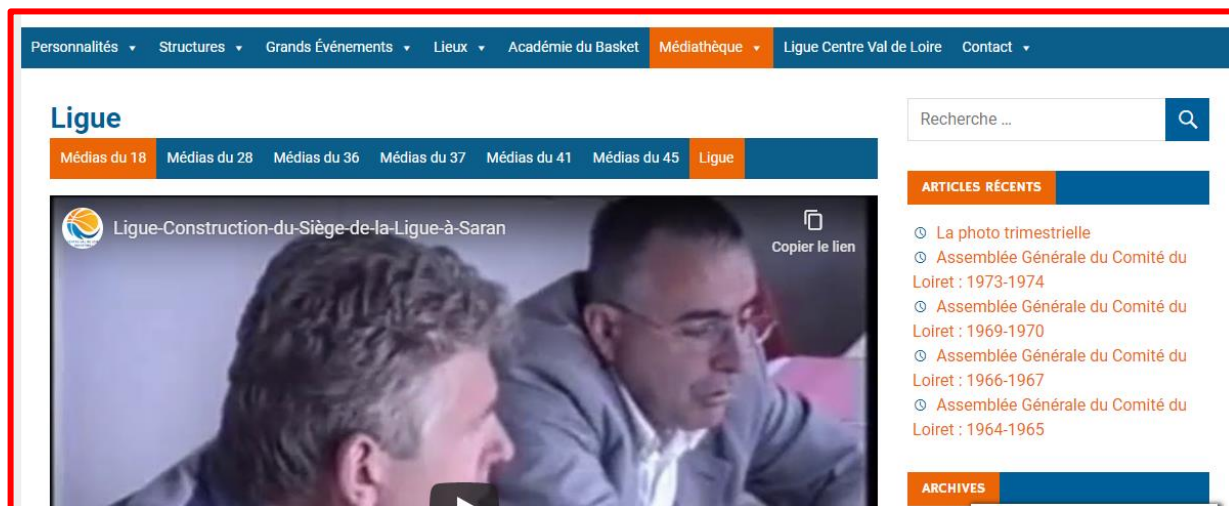 Personnalités Structures Grands Événements Lieux Académie du Basket Médiathèque Ligue Centre Val de Loire Contact
Ligue
Médias du 18 Médias du 28 Médias du 36 Médias du 37 Médias du 41 Médias du 45 Ligue
Ligue-Construction-du-Siège-de-la-Ligue-à-Saran
Copier le lien
Recherche ...
ARTICLES RÉCENTS
La photo trimestrielle
Assemblée Générale du Comité du
Loiret : 1973-1974
Assemblée Générale du Comité du
Loiret : 1969-1970
Assemblée Générale du Comité du
Loiret : 1966-1967
Assemblée Générale du Comité du
Loiret : 1964-1965
ARCHIVES